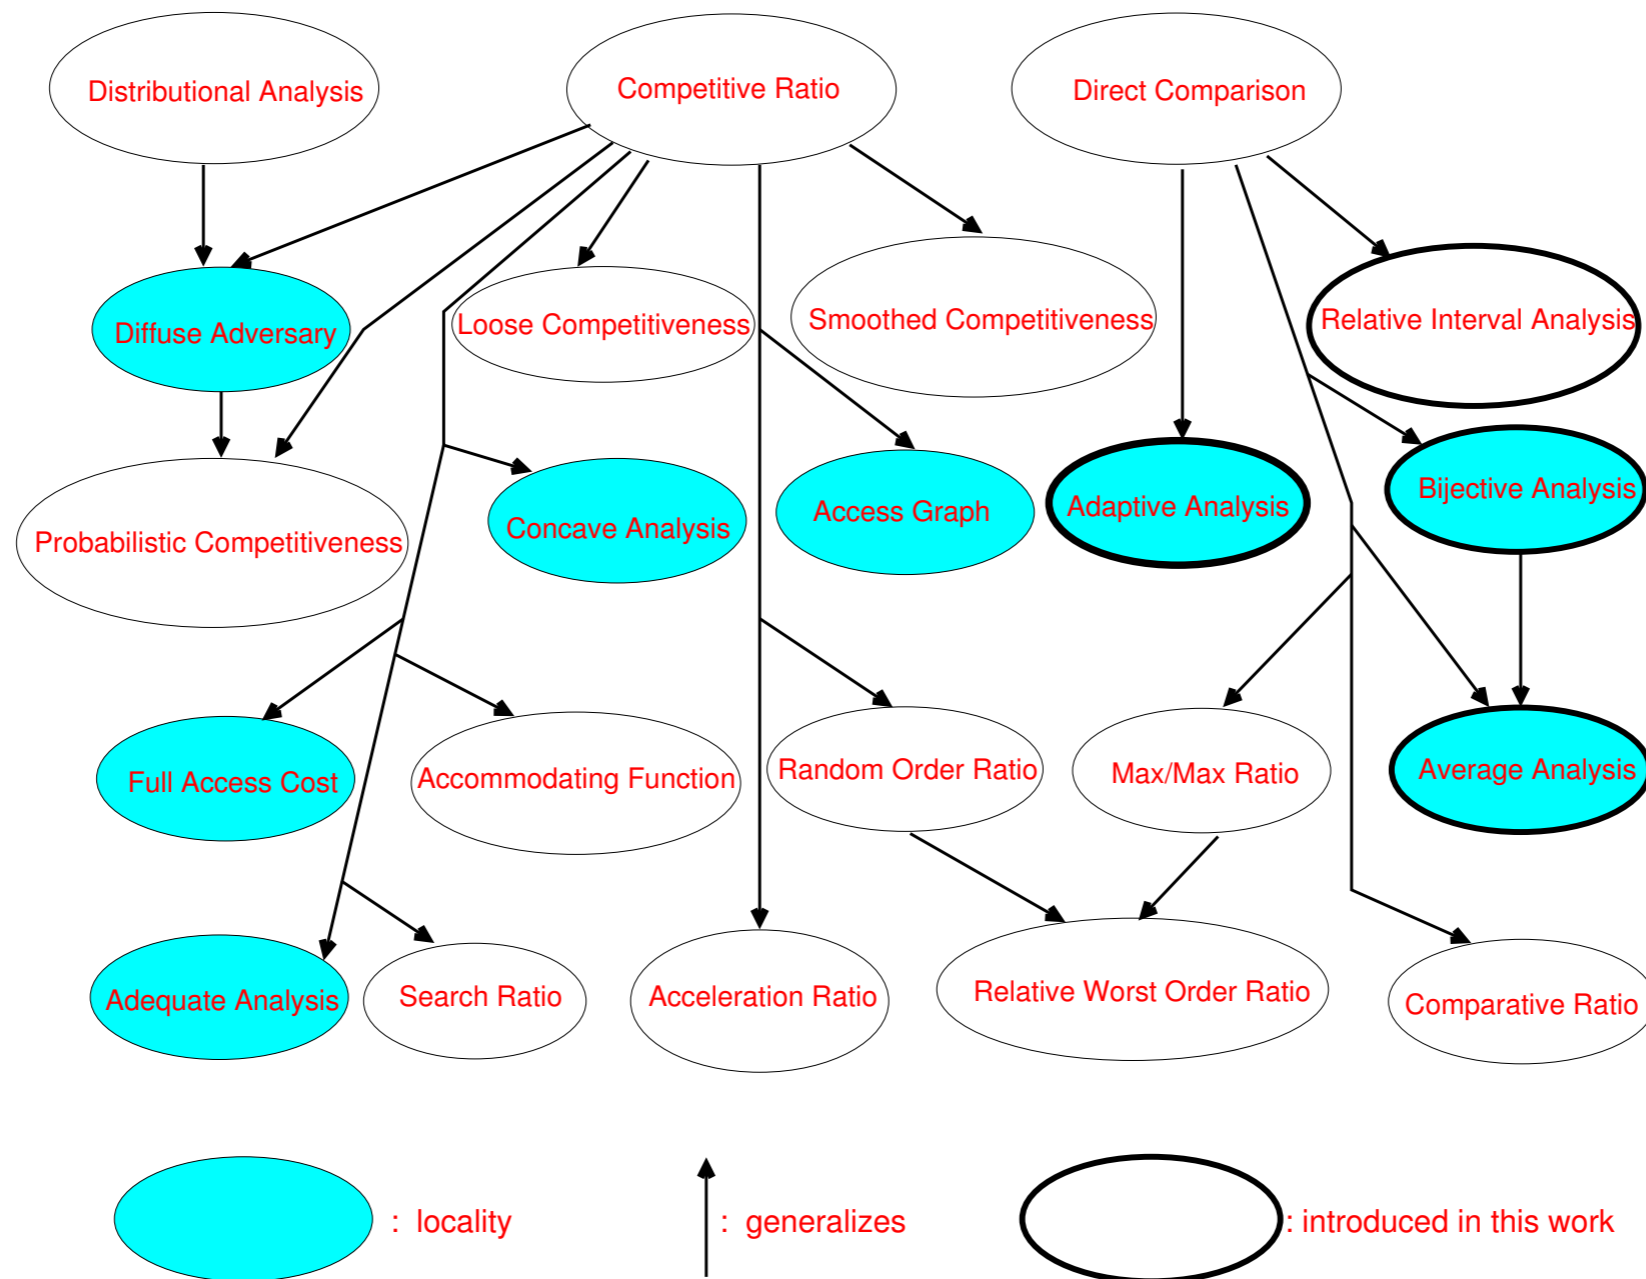 Distributional Analysis
Competitive Ratio
Direct Comparison
Diffuse Adversary
Loose Competitiveness
Smoothed Competitiveness
Relative Interval Analysis
Probabilistic Competitiveness
Concave Analysis
Access Graph
Adaptive Analysis
Bijective Analysis
Full Access Cost
Accommodating Function
Random Order Ratio
Max/Max Ratio
Average Analysis
Adequate Analysis
Search Ratio
Acceleration Ratio
Relative Worst Order Ratio
Comparative Ratio
: locality
: generalizes
: introduced in this work